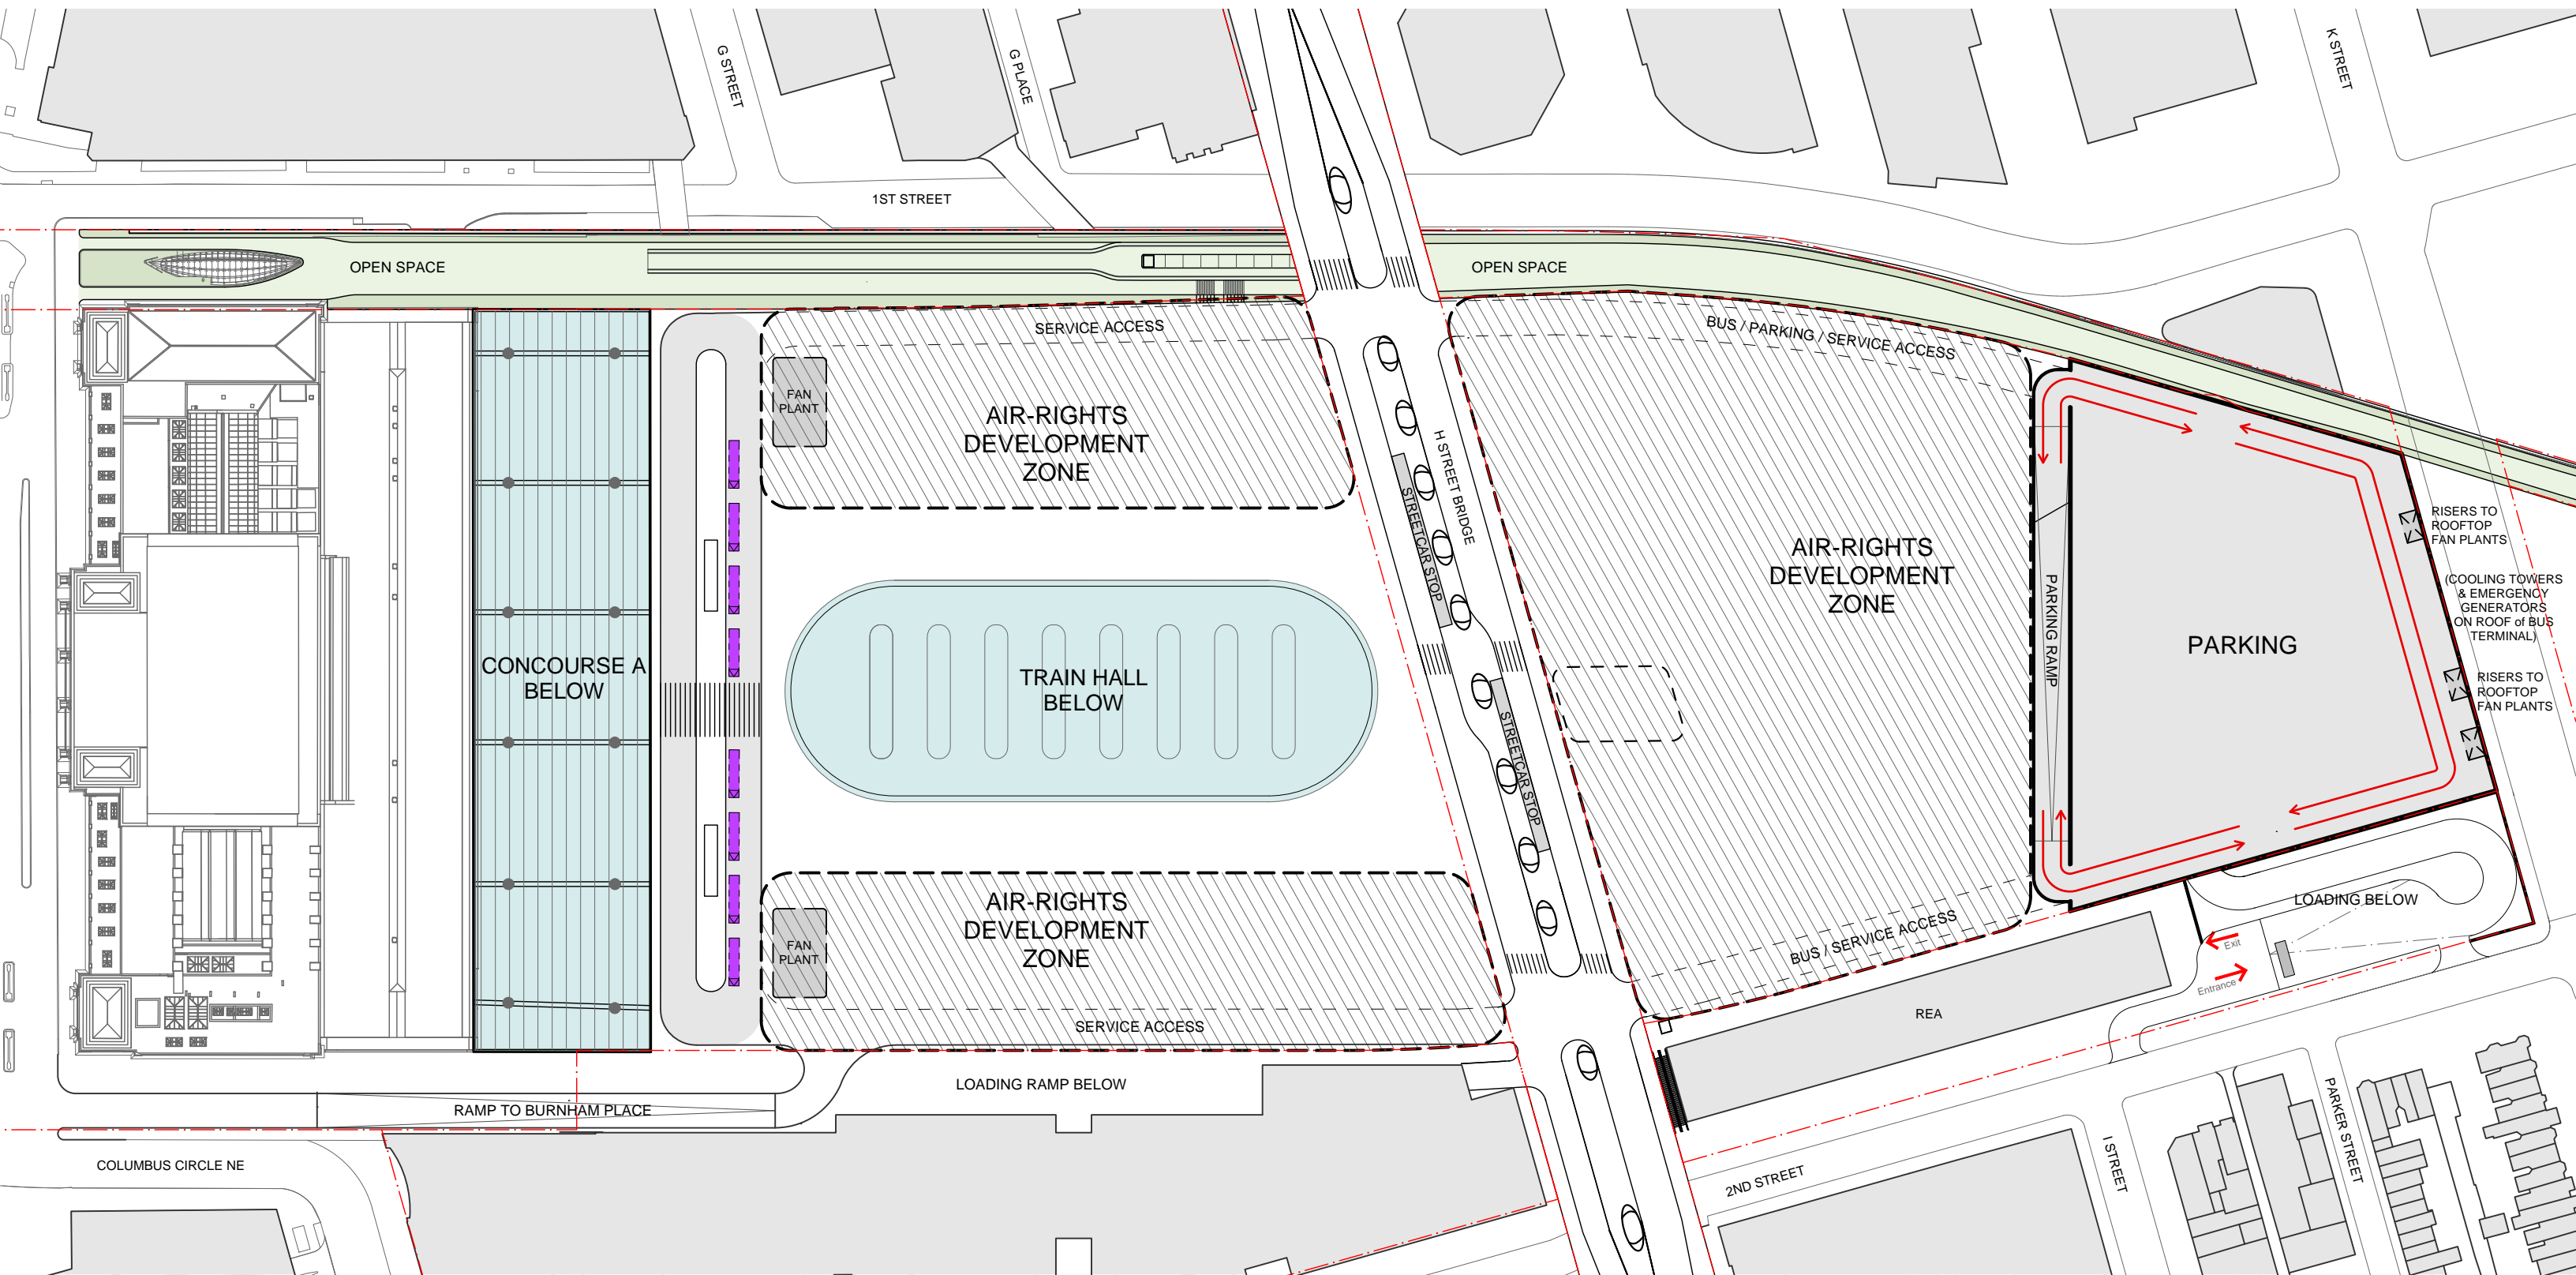 G STREET
G PLACE
K STREET
1ST STREET
OPEN SPACE
OPEN SPACE
SERVICE ACCESS
BUS / PARKING / SERVICE ACCESS
FAN
PLANT
AIR-RIGHTS
DEVELOPMENT
ZONE
H STREET BRIDGE
STREETCAR STOP
RISERS TO
ROOFTOP
FAN PLANTS
AIR-RIGHTS
DEVELOPMENT
ZONE
PARKING RAMP
(COOLING TOWERS
& EMERGENCY
GENERATORS
ON ROOF of BUS
TERMINAL)
PARKING
CONCOURSE A
BELOW
TRAIN HALL
BELOW
RISERS TO
ROOFTOP
FAN PLANTS
STREETCAR STOP
AIR-RIGHTS
DEVELOPMENT
ZONE
FAN
PLANT
BUS / SERVICE ACCESS
LOADING BELOW
Exit
Entrance
SERVICE ACCESS
REA
LOADING RAMP BELOW
RAMP TO BURNHAM PLACE
COLUMBUS CIRCLE NE
2ND STREET
I STREET
PARKER STREET